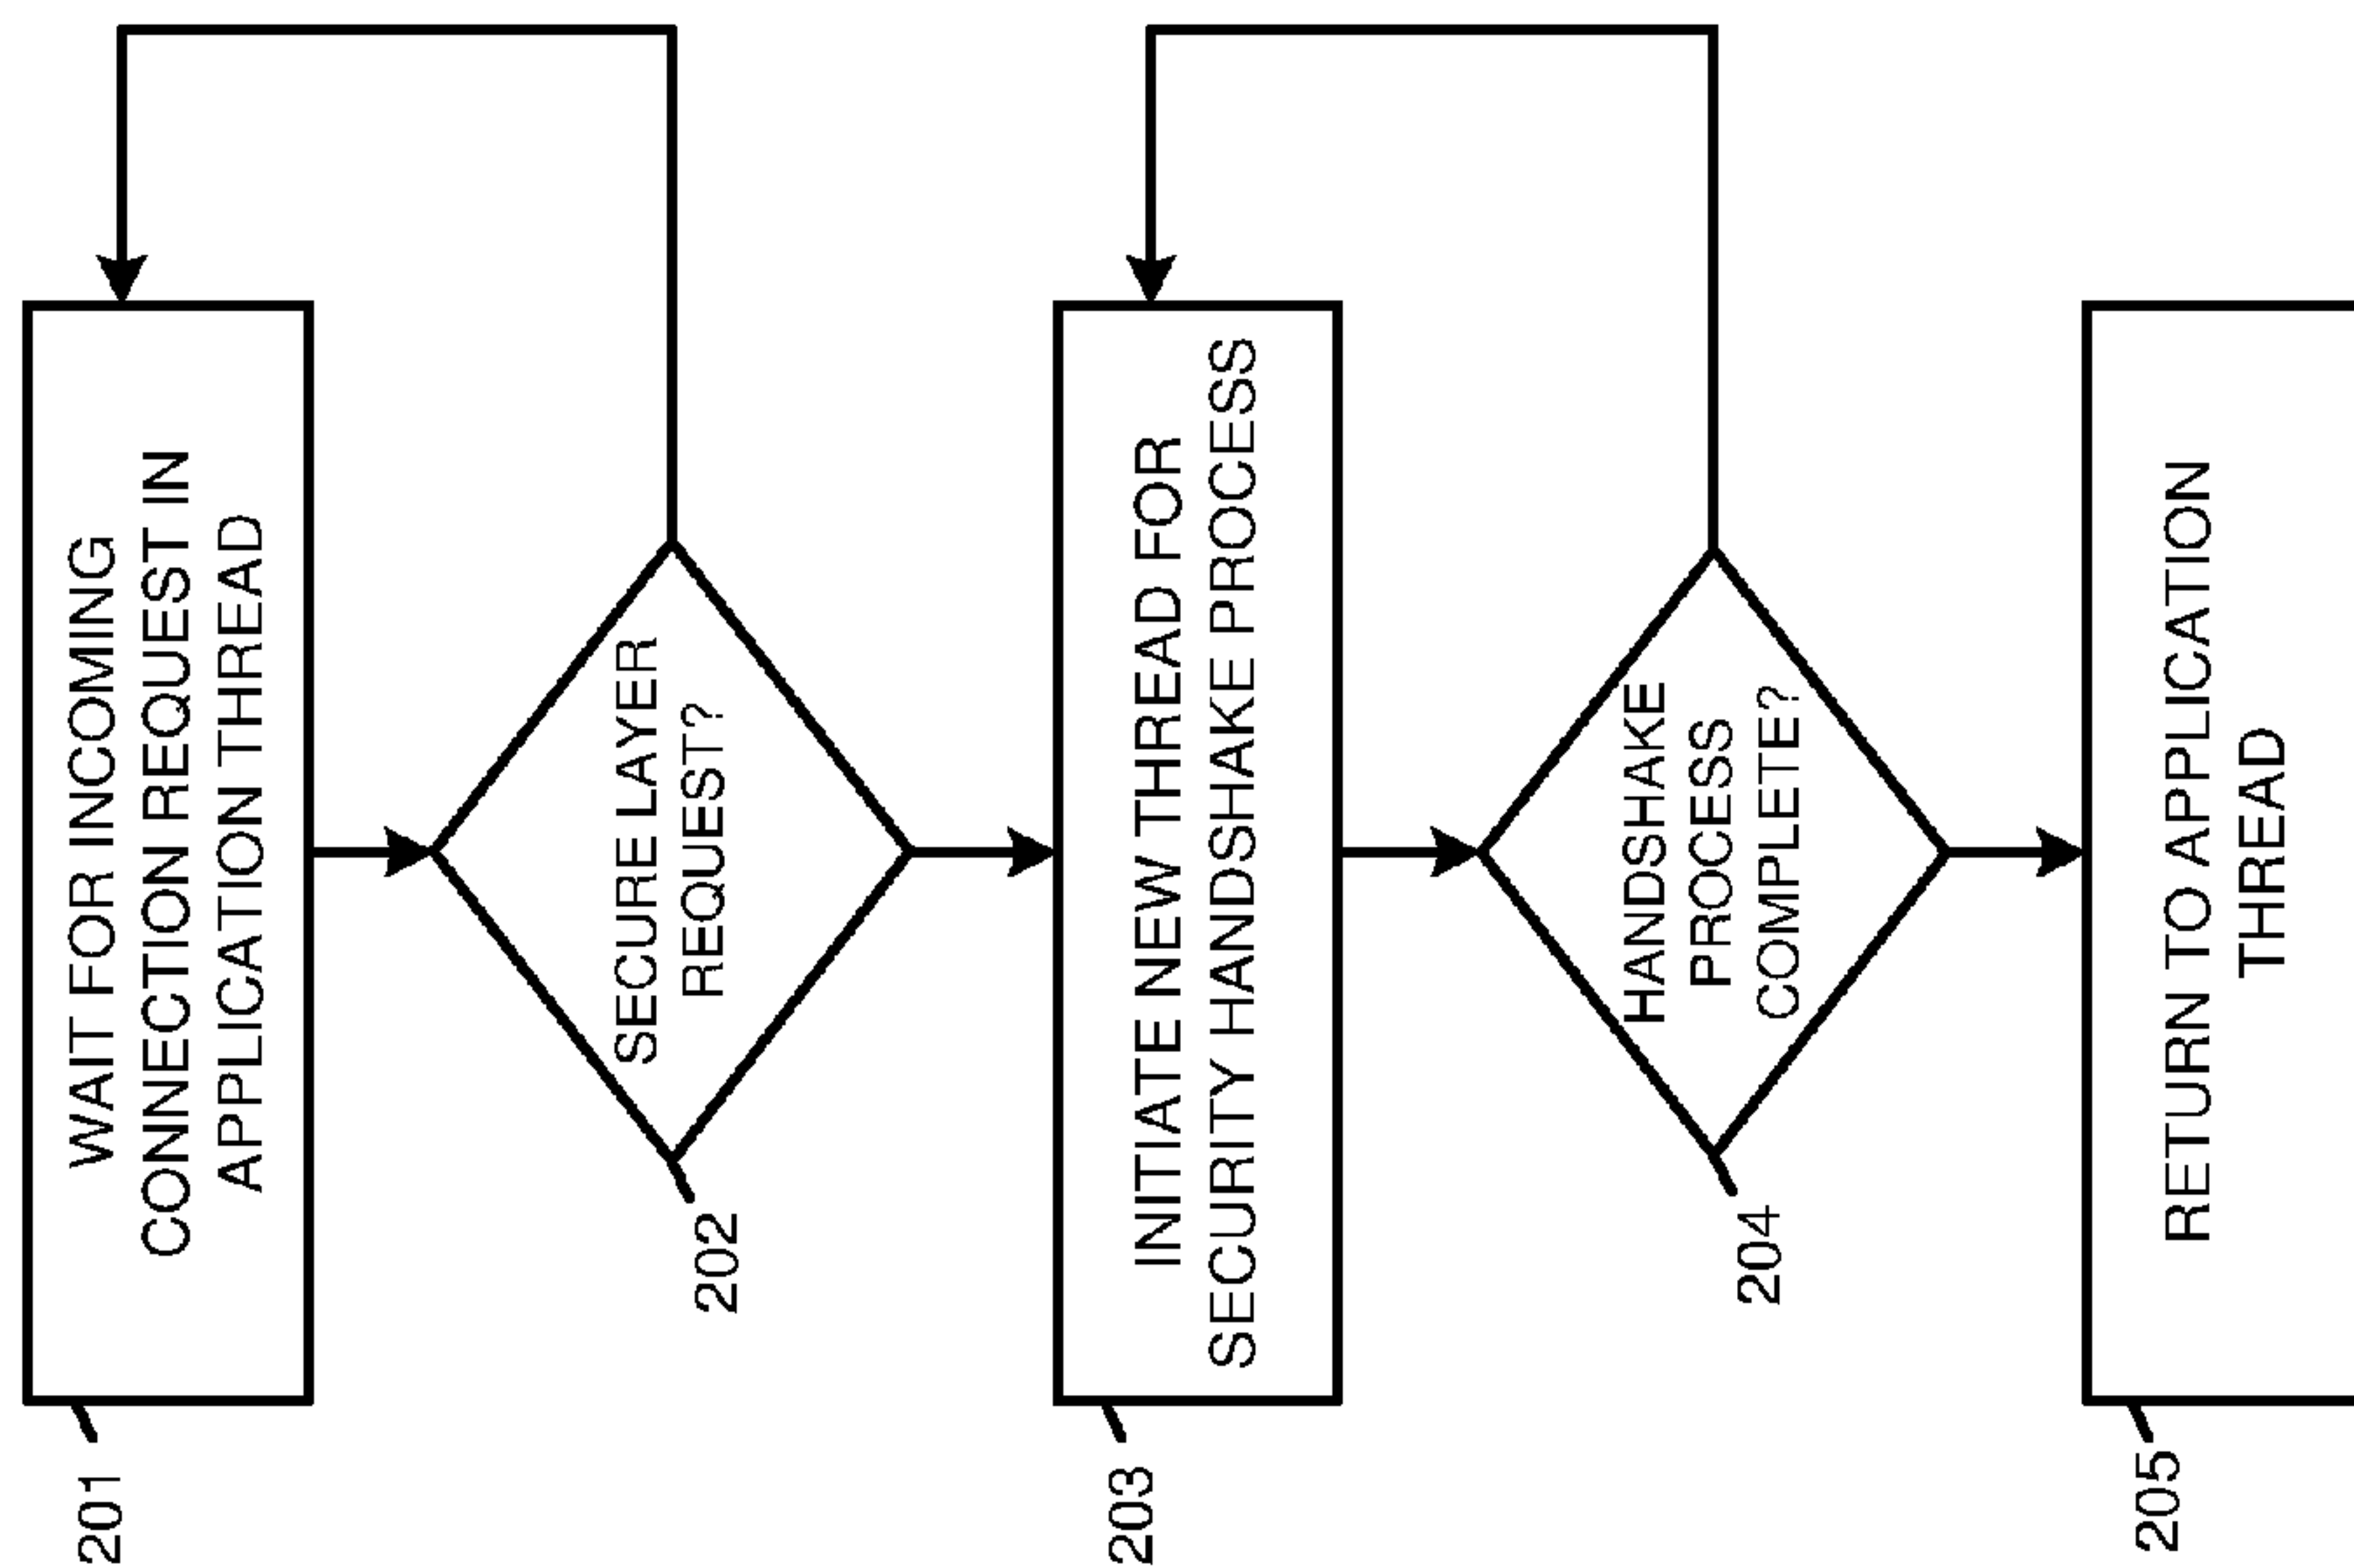 201
WAIT FOR INCOMING
CONNECTION REQUEST IN
APPLICATION THREAD
202
SECURE LAYER
REQUEST?
203
INITIATE NEW THREAD FOR
SECURITY HANDSHAKE PROCESS
204
HANDSHAKE
PROCESS
COMPLETE?
205
RETURN TO APPLICATION
THREAD